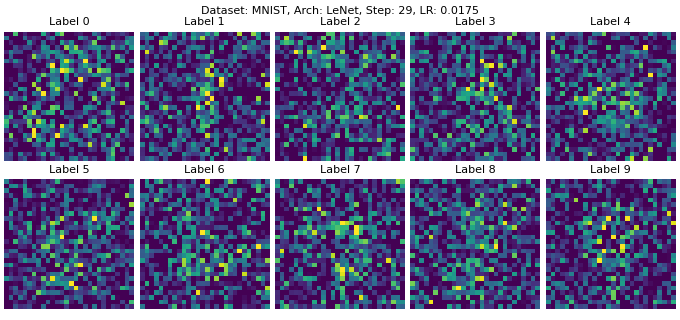 Dataset: MNIST, Arch: LeNet, Step: 29, LR: 0.0175
Label 0
Label 1
Label 2
Label 3
Label 4
Label 5
Label 6
Label 7
Label 8
Label 9